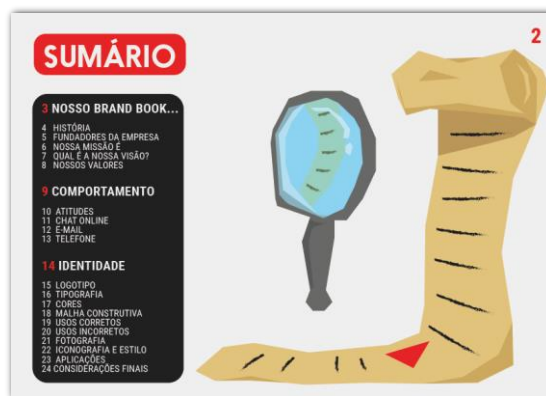 2
SUMÁRIO
3 NOSSO BRAND BOOK...
4 HISTÓRIA
5 FUNDADORES DA EMPRESA
6 NOSSA MISSÃO É
7 QUAL É A NOSSA VISÃO?
8 NOSSOS VALORES
9 COMPORTAMENTO
10 ATITUDES
11 CHAT ONLINE
12 E-MAIL
13 TELEFONE
14 IDENTIDADE
15 LOGOTIPO
16 TIPOGRAFIA
17 CORES
18 MALHA CONSTRUTIVA
19 USOS CORRETOS
20 USOS INCORRETOS
21 FOTOGRAFIA
22 ICONOGRAFIA E ESTILO
23 APLICAÇÕES
24 CONSIDERAÇÕES FINAIS